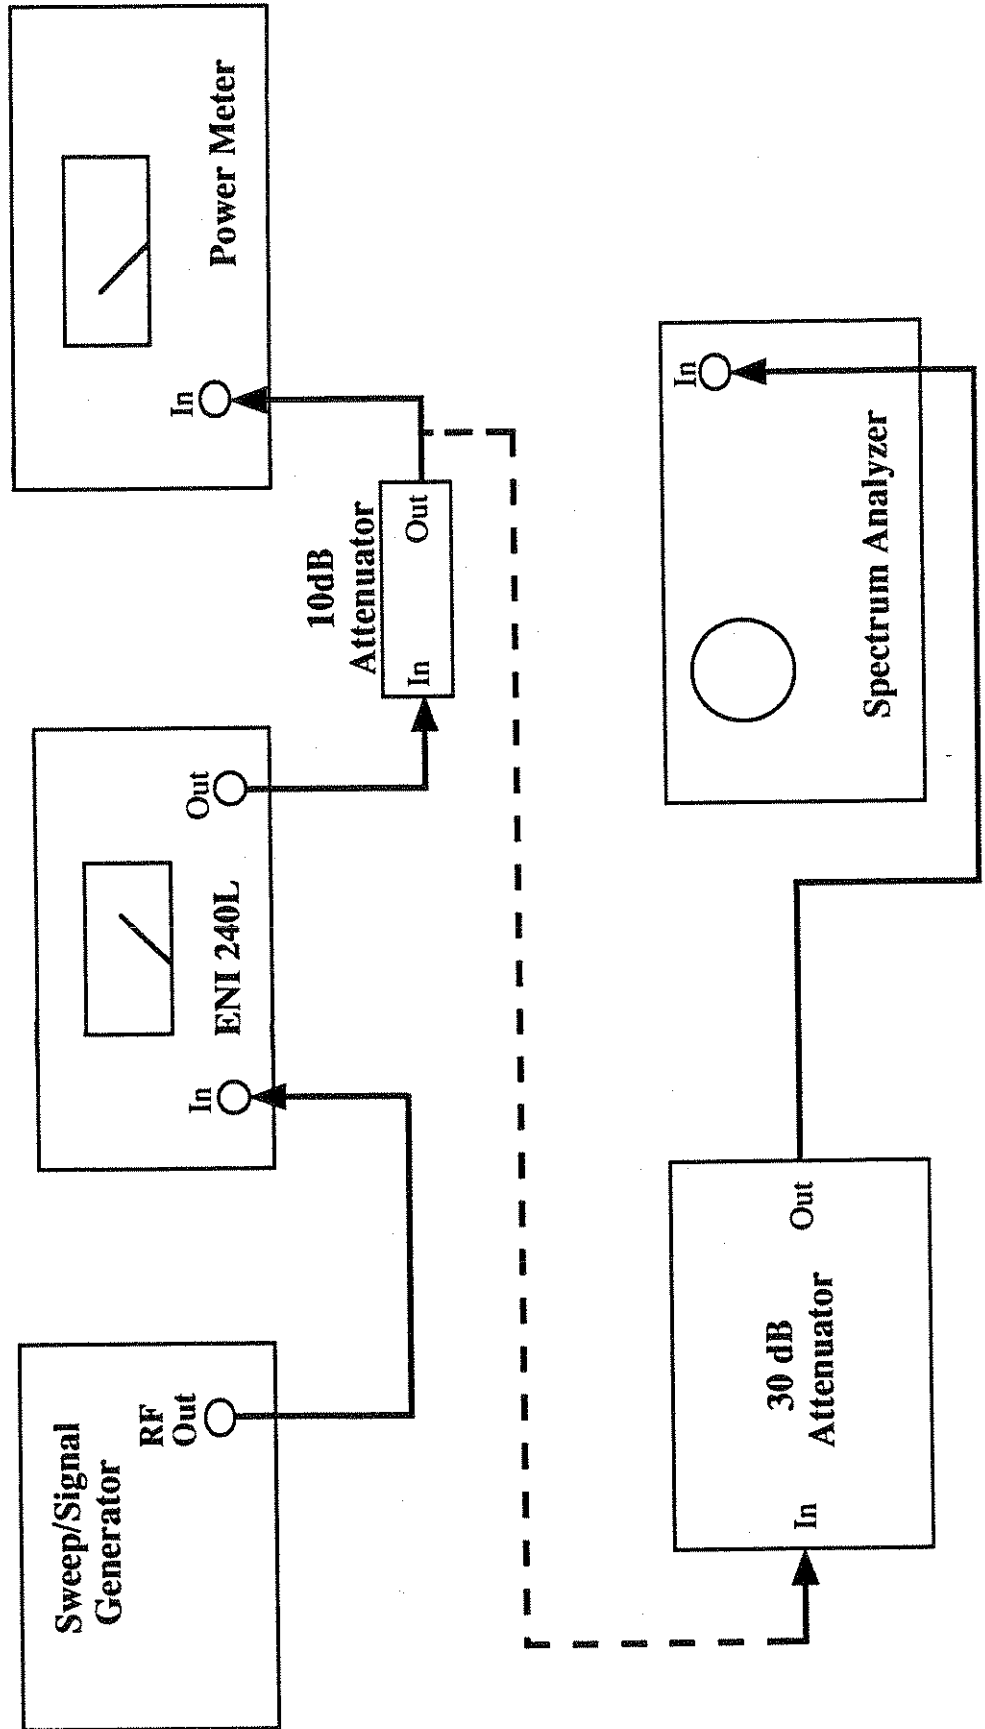 Sweep/Signal
Generator
RF
Out
In
ENI 240L
Out
10dB
Attenuator
In
Out
In
Power Meter
In
30 dB
Attenuator
Out
Spectrum Analyzer
In